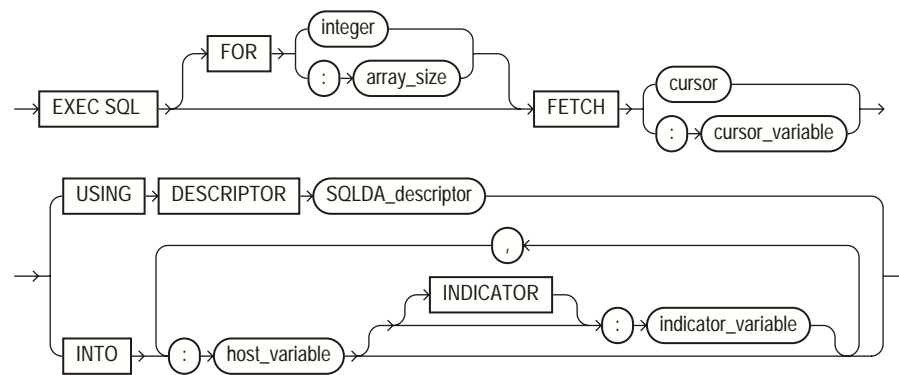 integer
FOR
: array_size
EXEC SQL FETCH cursor
: cursor_variable
USING DESCRIPTOR SQLDA_descriptor
,
INDICATOR
: indicator_variable
INTO : host_variable